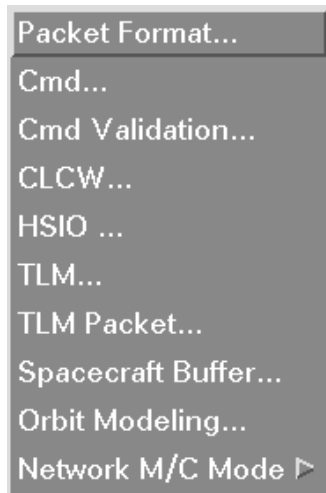 Packet Format...
Cmd...
Cmd Validation...
CLCW...
HSIO ...
TLM...
TLM Packet...
Spacecraft Buffer...
Orbit Modeling...
Network M/C Mode